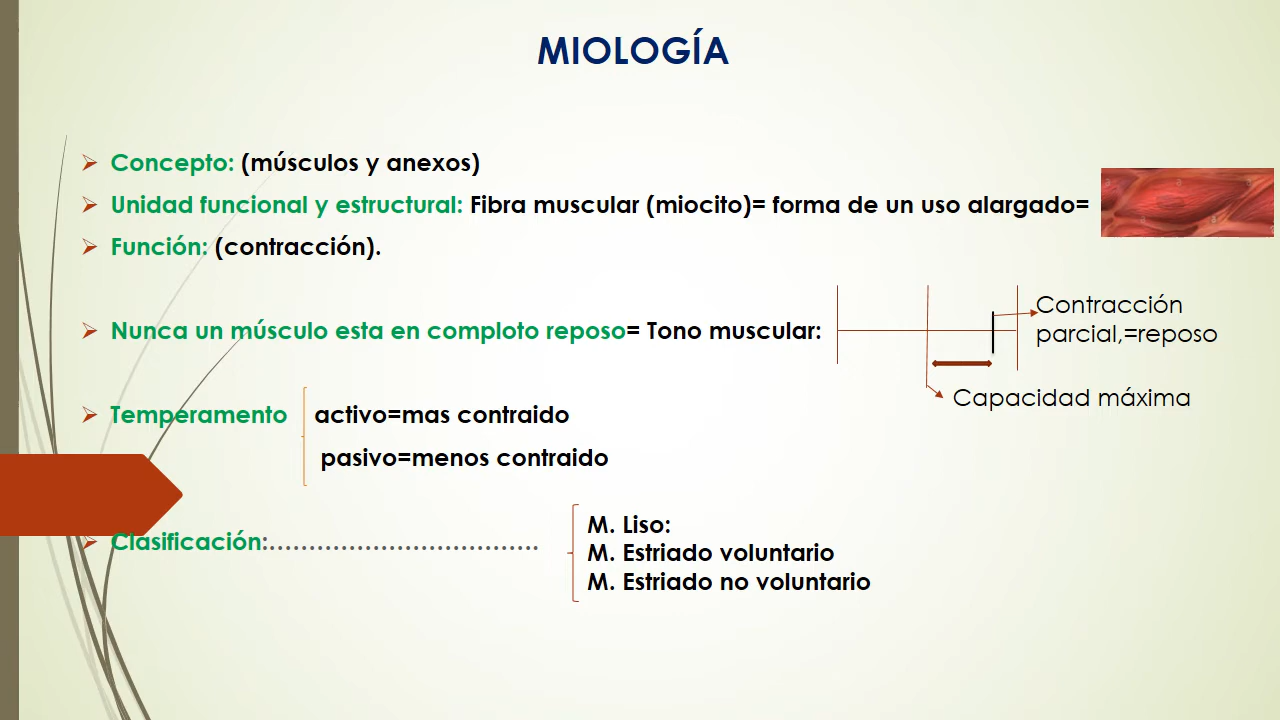 MIOLOGÍA
Concepto: (músculos y anexos)
Unidad funcional y estructural: Fibra muscular (miocito)= forma de un uso alargado=
Función: (contracción).
Nunca un músculo esta en comploto reposo= Tono muscular:
Contracción
parcial,=reposo
Capacidad máxima
Temperamento activo=mas contraido
pasivo=menos contraido
Clasificación:……………………………
M. Liso:
M. Estriado voluntario
M. Estriado no voluntario